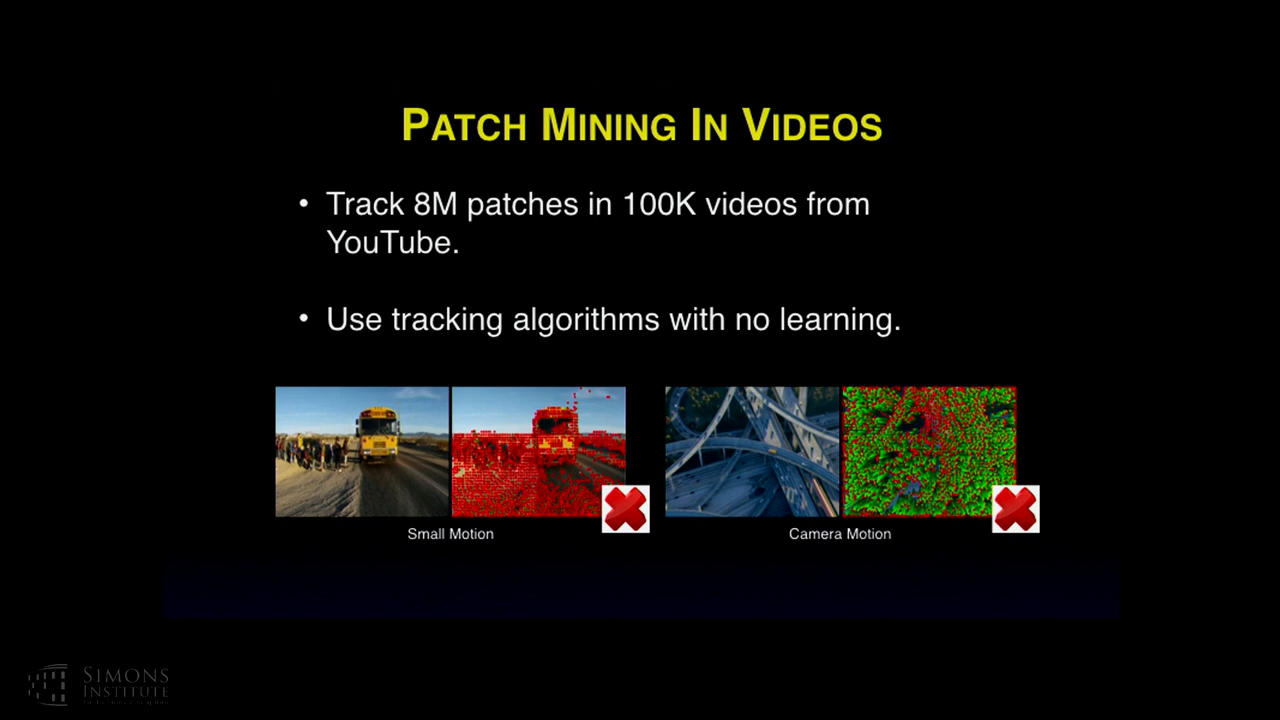 PATCH MINING IN VIDEOS
• Track 8M patches in 100K videos from
YouTube.
• Use tracking algorithms with no learning.
Small Motion
Camera Motion
SIMONS
INSTITUTE